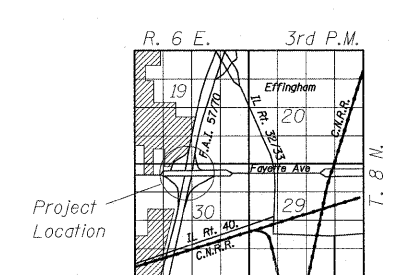 R. 6 E. 3rd P.M.
19
Effingham
20
F.A.I. 57/70
IL Rt. 32/33
C.N.R.R.
Fayette Ave
T. 8 N.
Project
Location
30
29
IL Rt. 40.
C.N.R.R.